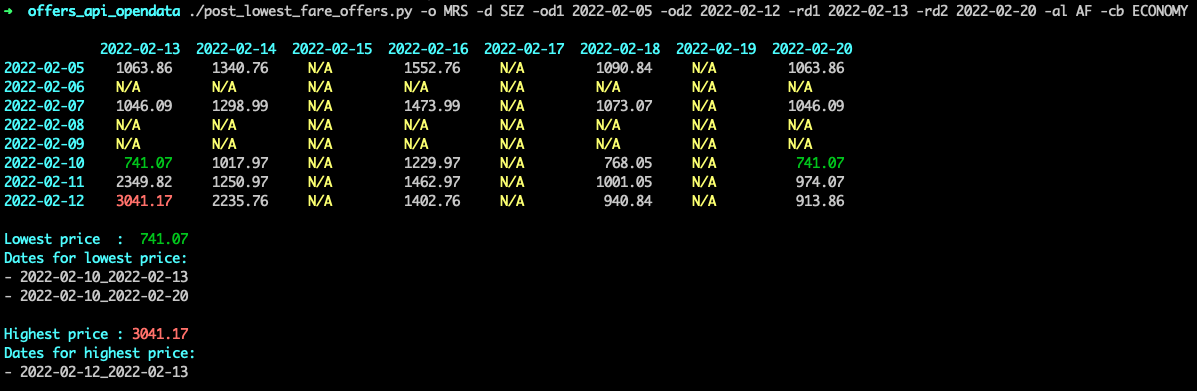 ➜ offers_api_opendata ./post_lowest_fare_offers.py -o MRS -d SEZ -od1 2022-02-05 -od2 2022-02-12 -rd1 2022-02-13 -rd2 2022-02-20 -al AF -cb ECONOMY
2022-02-13 2022-02-14 2022-02-15 2022-02-16 2022-02-17 2022-02-18 2022-02-19 2022-02-20
2022-02-05 1063.86 1340.76 N/A 1552.76 N/A 1090.84 N/A 1063.86
2022-02-06 N/A N/A N/A N/A N/A N/A N/A N/A
2022-02-07 1046.09 1298.99 N/A 1473.99 N/A 1073.07 N/A 1046.09
2022-02-08 N/A N/A N/A N/A N/A N/A N/A N/A
2022-02-09 N/A N/A N/A N/A N/A N/A N/A N/A
2022-02-10 741.07 1017.97 N/A 1229.97 N/A 768.05 N/A 741.07
2022-02-11 2349.82 1250.97 N/A 1462.97 N/A 1001.05 N/A 974.07
2022-02-12 3041.17 2235.76 N/A 1402.76 N/A 940.84 N/A 913.86
Lowest price : 741.07
Dates for lowest price:
- 2022-02-10_2022-02-13
- 2022-02-10_2022-02-20
Highest price : 3041.17
Dates for highest price:
- 2022-02-12_2022-02-13